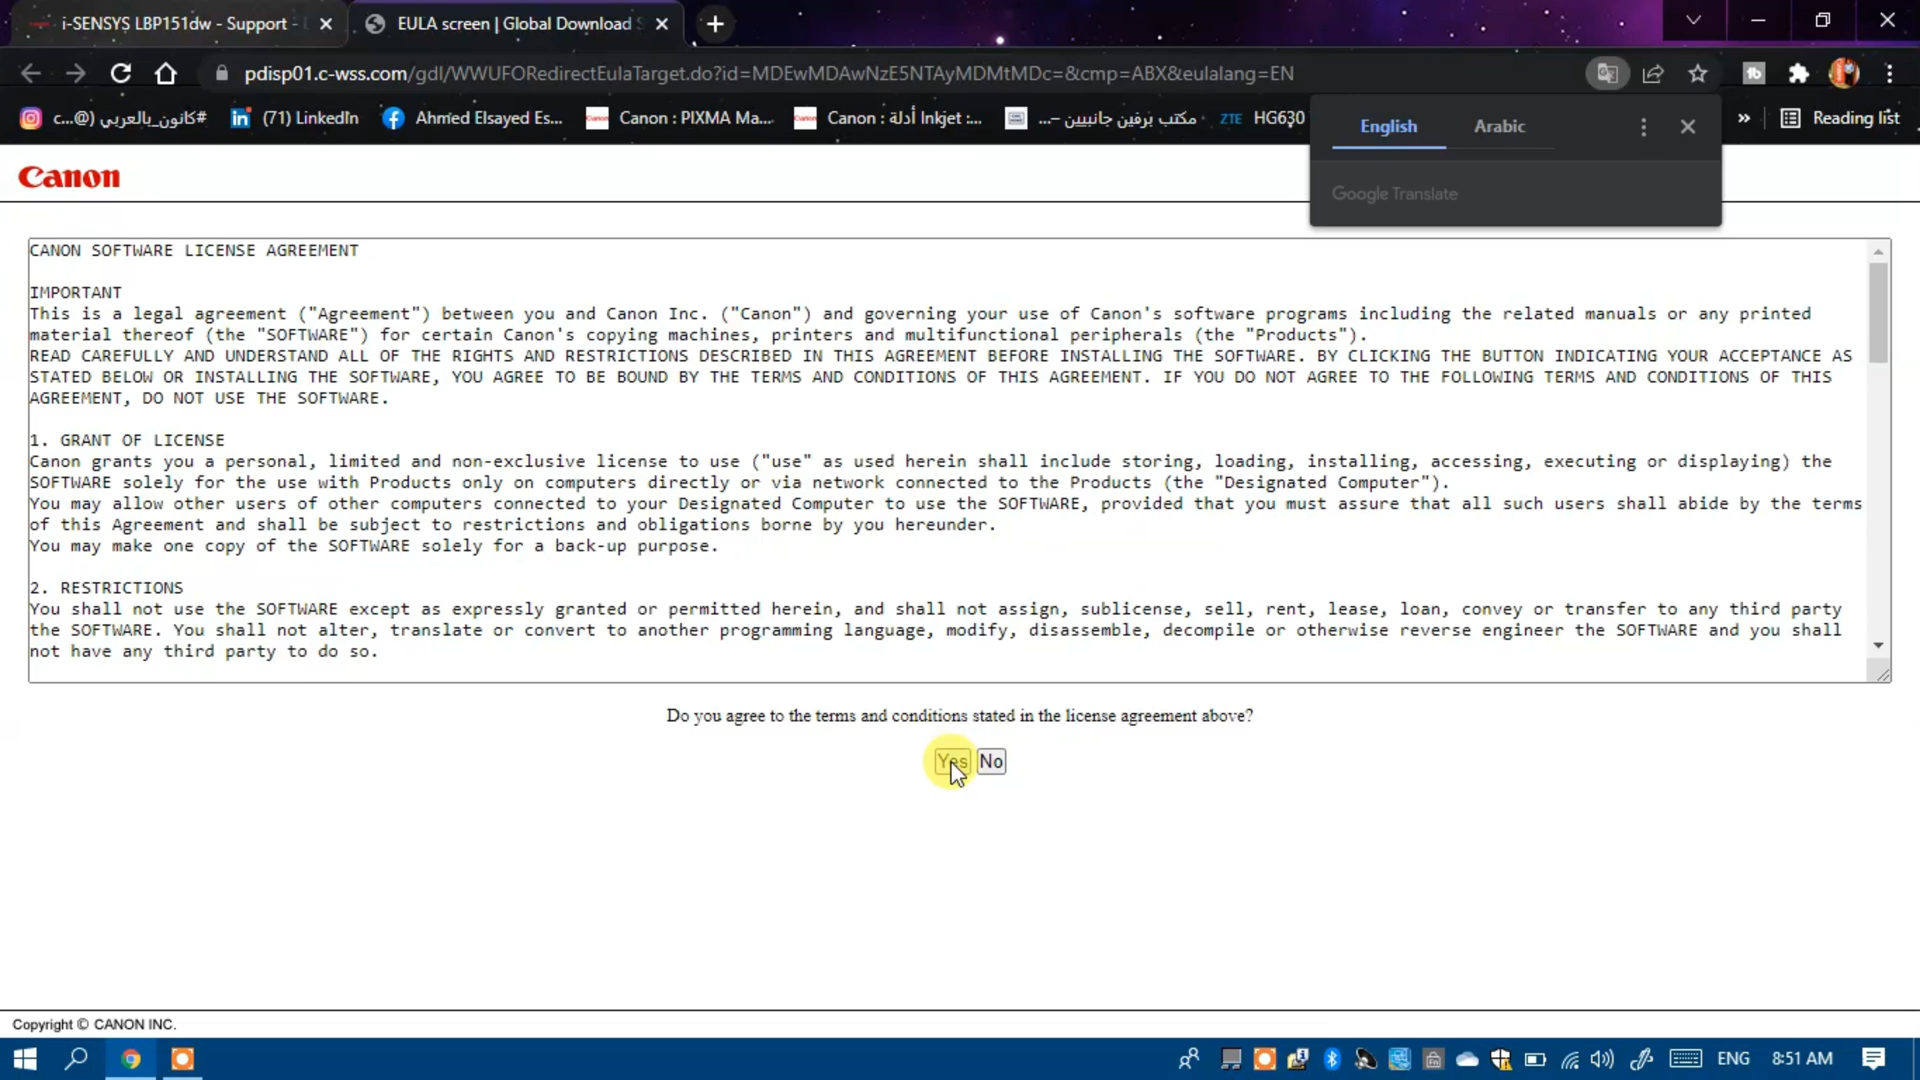 i-SENSYS LBP151dw - Support -
EULA screen | Global Download S
pdisp01.c-wss.com/gdl/WWUFORedirectEulaTarget.do?id=MDEwMDAwNzE5NTAyMDMtMDc=&cmp=ABX&eulalang=EN
#كانون_بالعربي (@...c
(71) LinkedIn
Ahmed Elsayed Es...
Canon : PIXMA Ma...
Canon : أدلة Inkjet :...
مكتب برفين جانبيين –...
ZTE HG630
» Reading list
English Arabic
Google Translate
Canon
CANON SOFTWARE LICENSE AGREEMENT
IMPORTANT
This is a legal agreement ("Agreement") between you and Canon Inc. ("Canon") and governing your use of Canon's software programs including the related manuals or any printed
material thereof (the "SOFTWARE") for certain Canon's copying machines, printers and multifunctional peripherals (the "Products").
READ CAREFULLY AND UNDERSTAND ALL OF THE RIGHTS AND RESTRICTIONS DESCRIBED IN THIS AGREEMENT BEFORE INSTALLING THE SOFTWARE. BY CLICKING THE BUTTON INDICATING YOUR ACCEPTANCE AS
STATED BELOW OR INSTALLING THE SOFTWARE, YOU AGREE TO BE BOUND BY THE TERMS AND CONDITIONS OF THIS AGREEMENT. IF YOU DO NOT AGREE TO THE FOLLOWING TERMS AND CONDITIONS OF THIS
AGREEMENT, DO NOT USE THE SOFTWARE.
1. GRANT OF LICENSE
Canon grants you a personal, limited and non-exclusive license to use ("use" as used herein shall include storing, loading, installing, accessing, executing or displaying) the
SOFTWARE solely for the use with Products only on computers directly or via network connected to the Products (the "Designated Computer").
You may allow other users of other computers connected to your Designated Computer to use the SOFTWARE, provided that you must assure that all such users shall abide by the terms
of this Agreement and shall be subject to restrictions and obligations borne by you hereunder.
You may make one copy of the SOFTWARE solely for a back-up purpose.
2. RESTRICTIONS
You shall not use the SOFTWARE except as expressly granted or permitted herein, and shall not assign, sublicense, sell, rent, lease, loan, convey or transfer to any third party
the SOFTWARE. You shall not alter, translate or convert to another programming language, modify, disassemble, decompile or otherwise reverse engineer the SOFTWARE and you shall
not have any third party to do so.
Do you agree to the terms and conditions stated in the license agreement above?
Yes No
Copyright © CANON INC.
ENG 8:51 AM